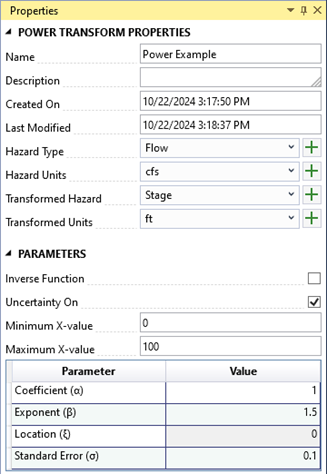 Properties
POWER TRANSFORM PROPERTIES
Name Power Example
Description
Created On 10/22/2024 3:17:50 PM
Last Modified 10/22/2024 3:18:37 PM
Hazard Type Flow
Hazard Units cfs
Transformed Hazard Stage
Transformed Units ft
PARAMETERS
Inverse Function
Uncertainty On
Minimum X-value 0
Maximum X-value 100
Parameter Value
Coefficient (α) 1
Exponent (β) 1.5
Location (ξ) 0
Standard Error (σ) 0.1